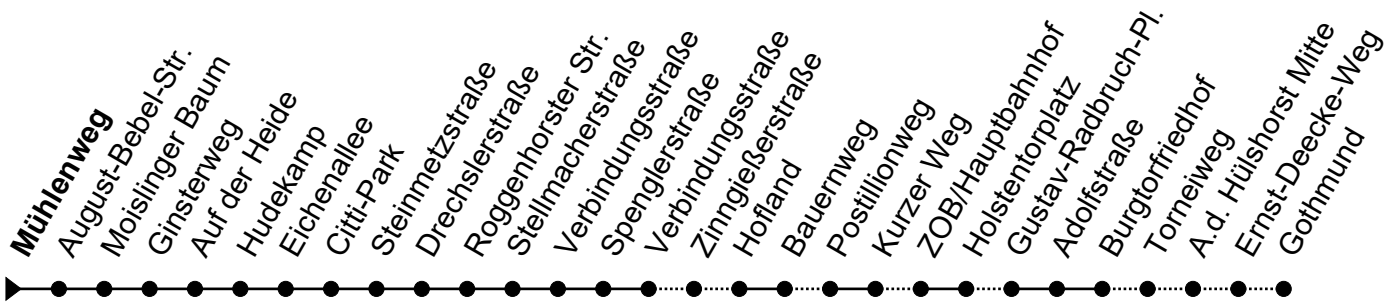 Mühlenweg
August-Bebel-Str.
Moislinger Baum
Ginsterweg
Auf der Heide
Hudekamp
Eichenallee
Citti-Park
Steinmetzstraße
Drechslerstraße
Roggenhorster Str.
Stellmacherstraße
Verbindungsstraße
Spenglerstraße
Verbindungsstraße
Zinngießerstraße
Hofland
Bauernweg
Postillionweg
Kurzer Weg
ZOB/Hauptbahnhof
Holstentorplatz
Gustav-Radbruch-Pl.
Adolfstraße
Burgtorfriedhof
Torneiweg
A.d. Hülshorst Mitte
Ernst-Deecke-Weg
Gothmund